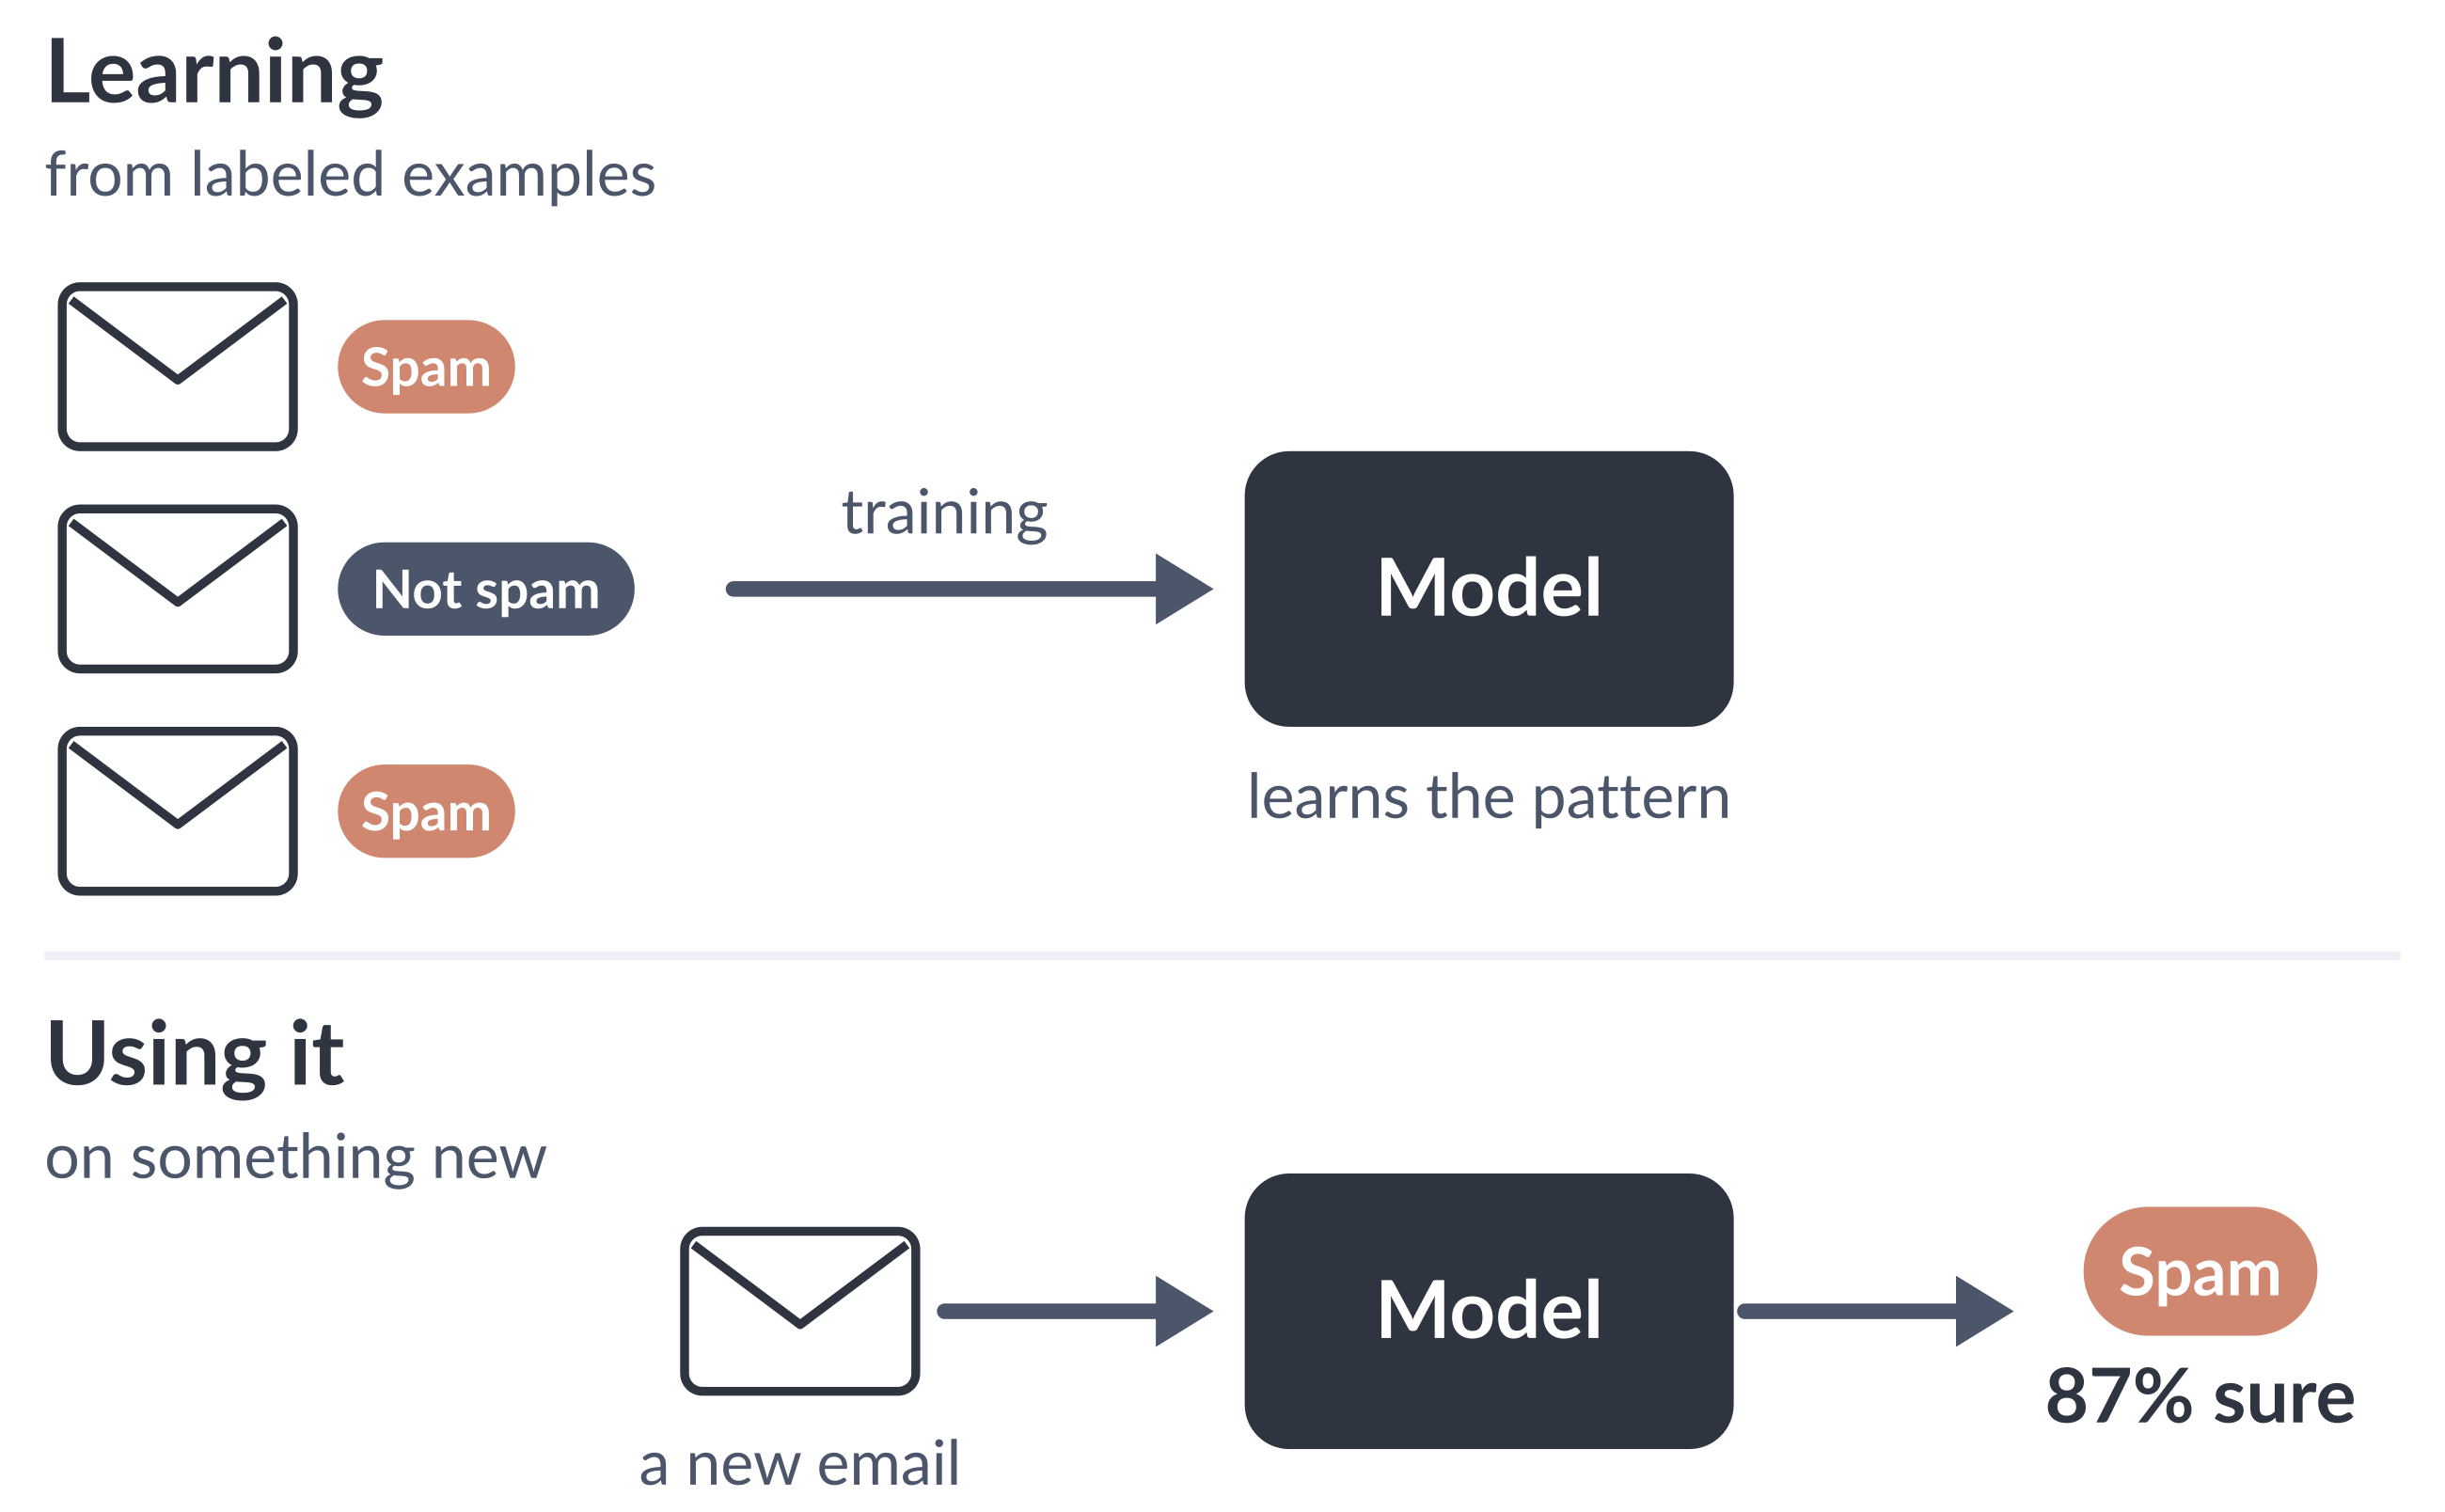 Learning
from labeled examples
Spam
Not spam
Spam
training
Model
learns the pattern
Using it
on something new
a new email
Model
Spam
87% sure